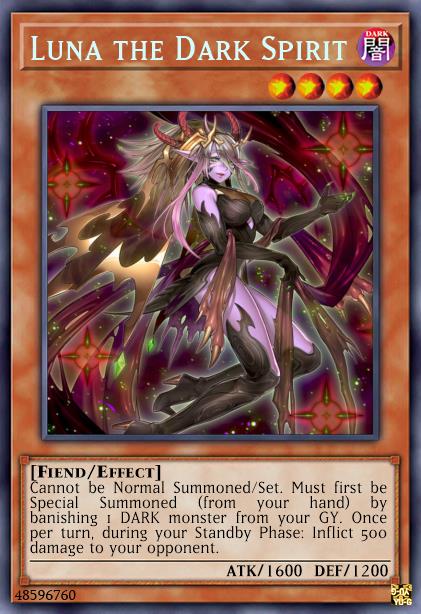 Luna the Dark Spirit
DARK
闇
[Fiend/Effect]
Cannot be Normal Summoned/Set. Must first be
Special Summoned (from your hand) by
banishing 1 DARK monster from your GY. Once
per turn, during your Standby Phase: Inflict 500
damage to your opponent.
ATK/1600 DEF/1200
48596760